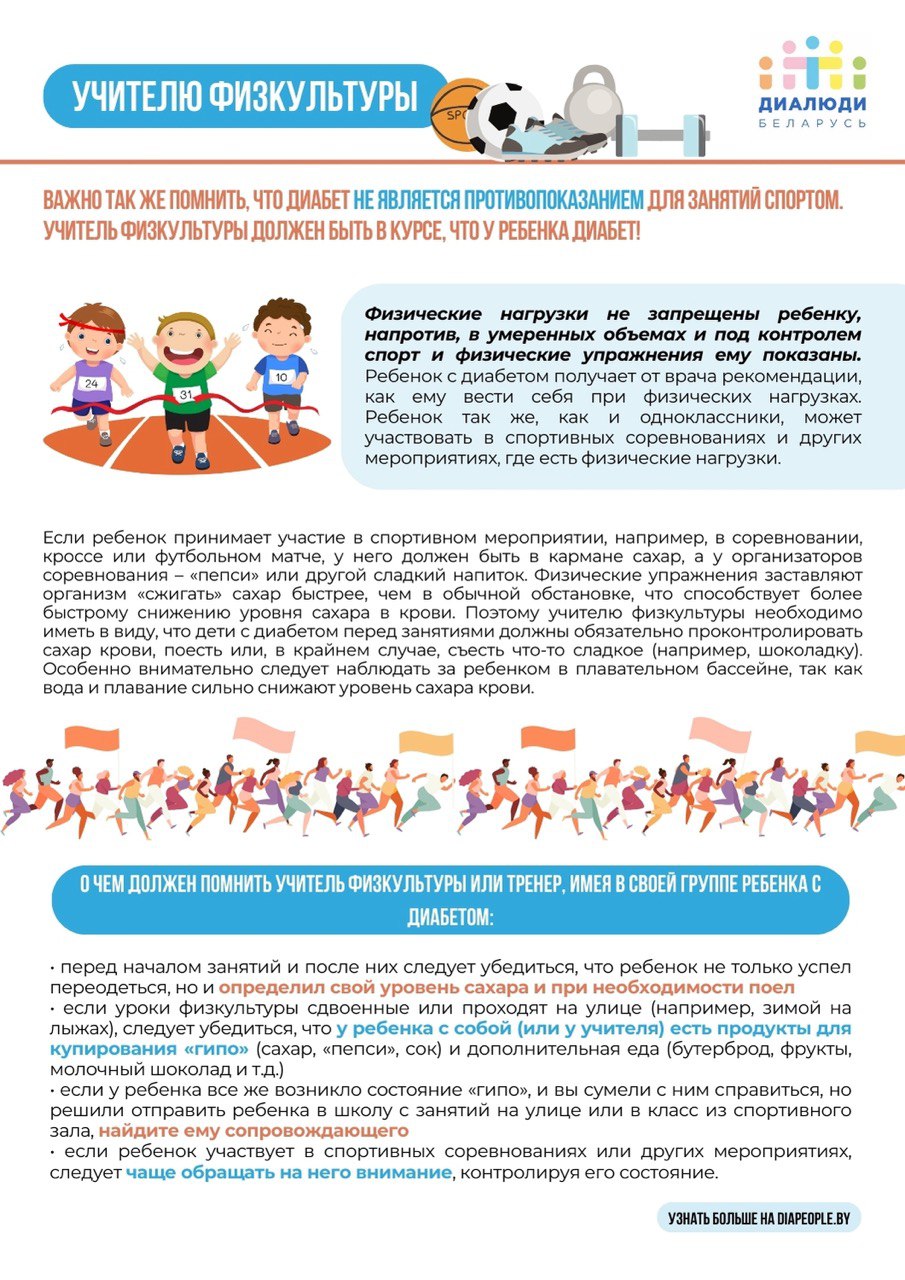 УЧИТЕЛЮ ФИЗКУЛЬТУРЫ
SPO
ДИАЛЮДИ
БЕЛАРУСЬ
ВАЖНО ТАК ЖЕ ПОМНИТЬ, ЧТО ДИАБЕТ НЕ ЯВЛЯЕТСЯ ПРОТИВОПОКАЗАНИЕМ ДЛЯ ЗАНЯТИЙ СПОРТОМ.
УЧИТЕЛЬ ФИЗКУЛЬТУРЫ ДОЛЖЕН БЫТЬ В КУРСЕ, ЧТО У РЕБЕНКА ДИАБЕТ!
24
31
10
Физические нагрузки не запрещены ребенку,
напротив, в умеренных объемах и под контролем
спорт и физические упражнения ему показаны.
Ребенок с диабетом получает от врача рекомендации,
как ему вести себя при физических нагрузках.
Ребенок так же, как и одноклассники, может
участвовать в спортивных соревнованиях и других
мероприятиях, где есть физические нагрузки.
Если ребенок принимает участие в спортивном мероприятии, например, в соревновании,
кроссе или футбольном матче, у него должен быть в кармане сахар, а у организаторов
соревнования – «пепси» или другой сладкий напиток. Физические упражнения заставляют
организм «сжигать» сахар быстрее, чем в обычной обстановке, что способствует более
быстрому снижению уровня сахара в крови. Поэтому учителю физкультуры необходимо
иметь в виду, что дети с диабетом перед занятиями должны обязательно проконтролировать
сахар крови, поесть или, в крайнем случае, съесть что-то сладкое (например, шоколадку).
Особенно внимательно следует наблюдать за ребенком в плавательном бассейне, так как
вода и плавание сильно снижают уровень сахара крови.
О ЧЕМ ДОЛЖЕН ПОМНИТЬ УЧИТЕЛЬ ФИЗКУЛЬТУРЫ ИЛИ ТРЕНЕР, ИМЕЯ В СВОЕЙ ГРУППЕ РЕБЕНКА С
ДИАБЕТОМ:
• перед началом занятий и после них следует убедиться, что ребенок не только успел
переодеться, но и определил свой уровень сахара и при необходимости поел
• если уроки физкультуры сдвоенные или проходят на улице (например, зимой на
лыжах), следует убедиться, что у ребенка с собой (или у учителя) есть продукты для
купирования «гипо» (сахар, «пепси», сок) и дополнительная еда (бутерброд, фрукты,
молочный шоколад и т.д.)
• если у ребенка все же возникло состояние «гипо», и вы сумели с ним справиться, но
решили отправить ребенка в школу с занятий на улице или в класс из спортивного
зала, найдите ему сопровождающего
• если ребенок участвует в спортивных соревнованиях или других мероприятиях,
следует чаще обращать на него внимание, контролируя его состояние.
УЗНАТЬ БОЛЬШЕ НА DIAPEOPLE.BY